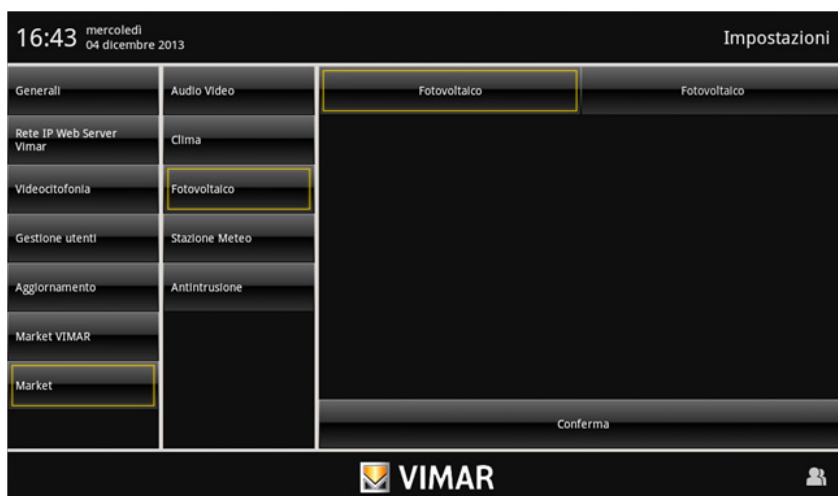 16:43 mercoledì
04 dicembre 2013
Impostazioni
Generali
Rete IP Web Server
Vimar
Videocitofonia
Gestione utenti
Aggiornamento
Market VIMAR
Market
Audio Video
Clima
Fotovoltaico
Stazione Meteo
Antintrusione
Fotovoltaico
Fotovoltaico
Conferma
VIMAR